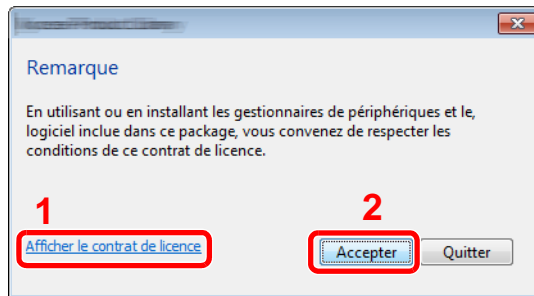 Remarque
En utilisant ou en installant les gestionnaires de périphériques et le,
logiciel inclue dans ce package, vous convenez de respecter les
conditions de ce contrat de licence.
1
2
Afficher le contrat de licence
Accepter
Quitter